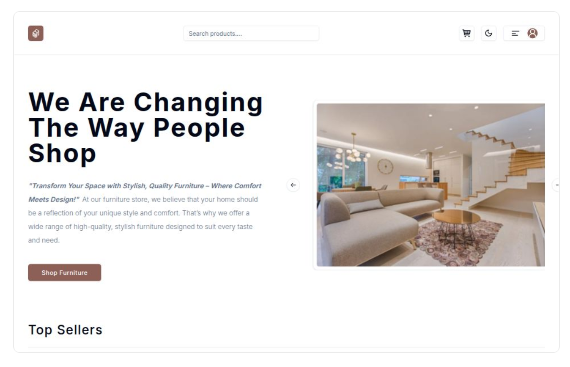 Search products....
We Are Changing
The Way People
Shop
"Transform Your Space with Stylish, Quality Furniture – Where Comfort
Meets Design!" At our furniture store, we believe that your home should
be a reflection of your unique style and comfort. That's why we offer a
wide range of high-quality, stylish furniture designed to suit every taste
and need.
Shop Furniture
Top Sellers